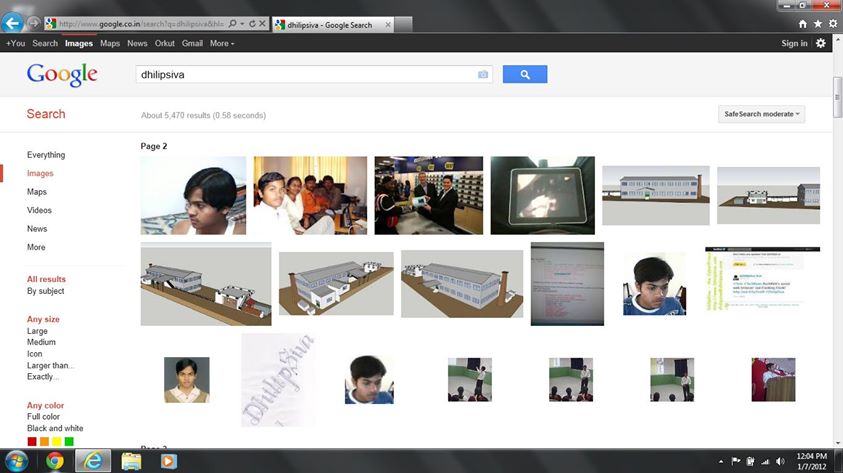 http://www.google.co.in/search?q=dhilipsiva&hl=
dhilipsiva - Google Search
+You Search Images Maps News Orkut Gmail More
Sign in
Google
dhilipsiva
Search
About 5,470 results (0.58 seconds)
SafeSearch moderate
Page 2
Everything
Images
Maps
Videos
News
More
All results
By subject
Any size
Large
Medium
Icon
Larger than...
Exactly...
Any color
Full color
Black and white
DhilipSiva
12:04 PM
1/7/2012